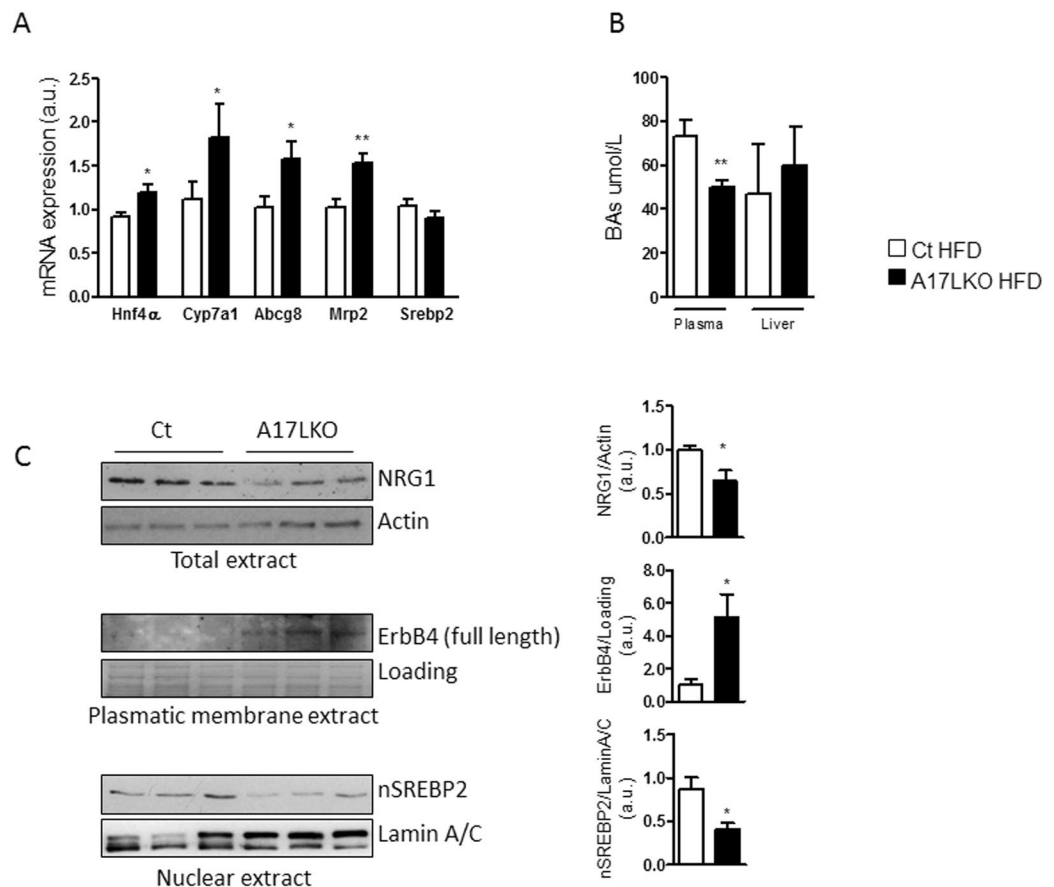 A
mRNA expression (a.u.)
2.5
2.0
1.5
1.0
0.5
0.0
*
*
*
**
Hnf4α. Cyp7a1 Abcg8 Mrp2 Srebp2
B
BAs umol/L
100
80
60
40
20
0
**
Plasma Liver
Ct HFD
A17LKO HFD
C
Ct A17LKO
NRG1
Actin
Total extract
ErbB4 (full length)
Loading
Plasmatic membrane extract
nSREBP2
Lamin A/C
Nuclear extract
NRG1/Actin
(a.u.)
1.5
1.0
0.5
0.0
*
ErbB4/Loading
(a.u.)
8.0
6.0
4.0
2.0
0.0
*
nSREBP2/LaminA/C
(a.u.)
1.5
1.0
0.5
0.0
*